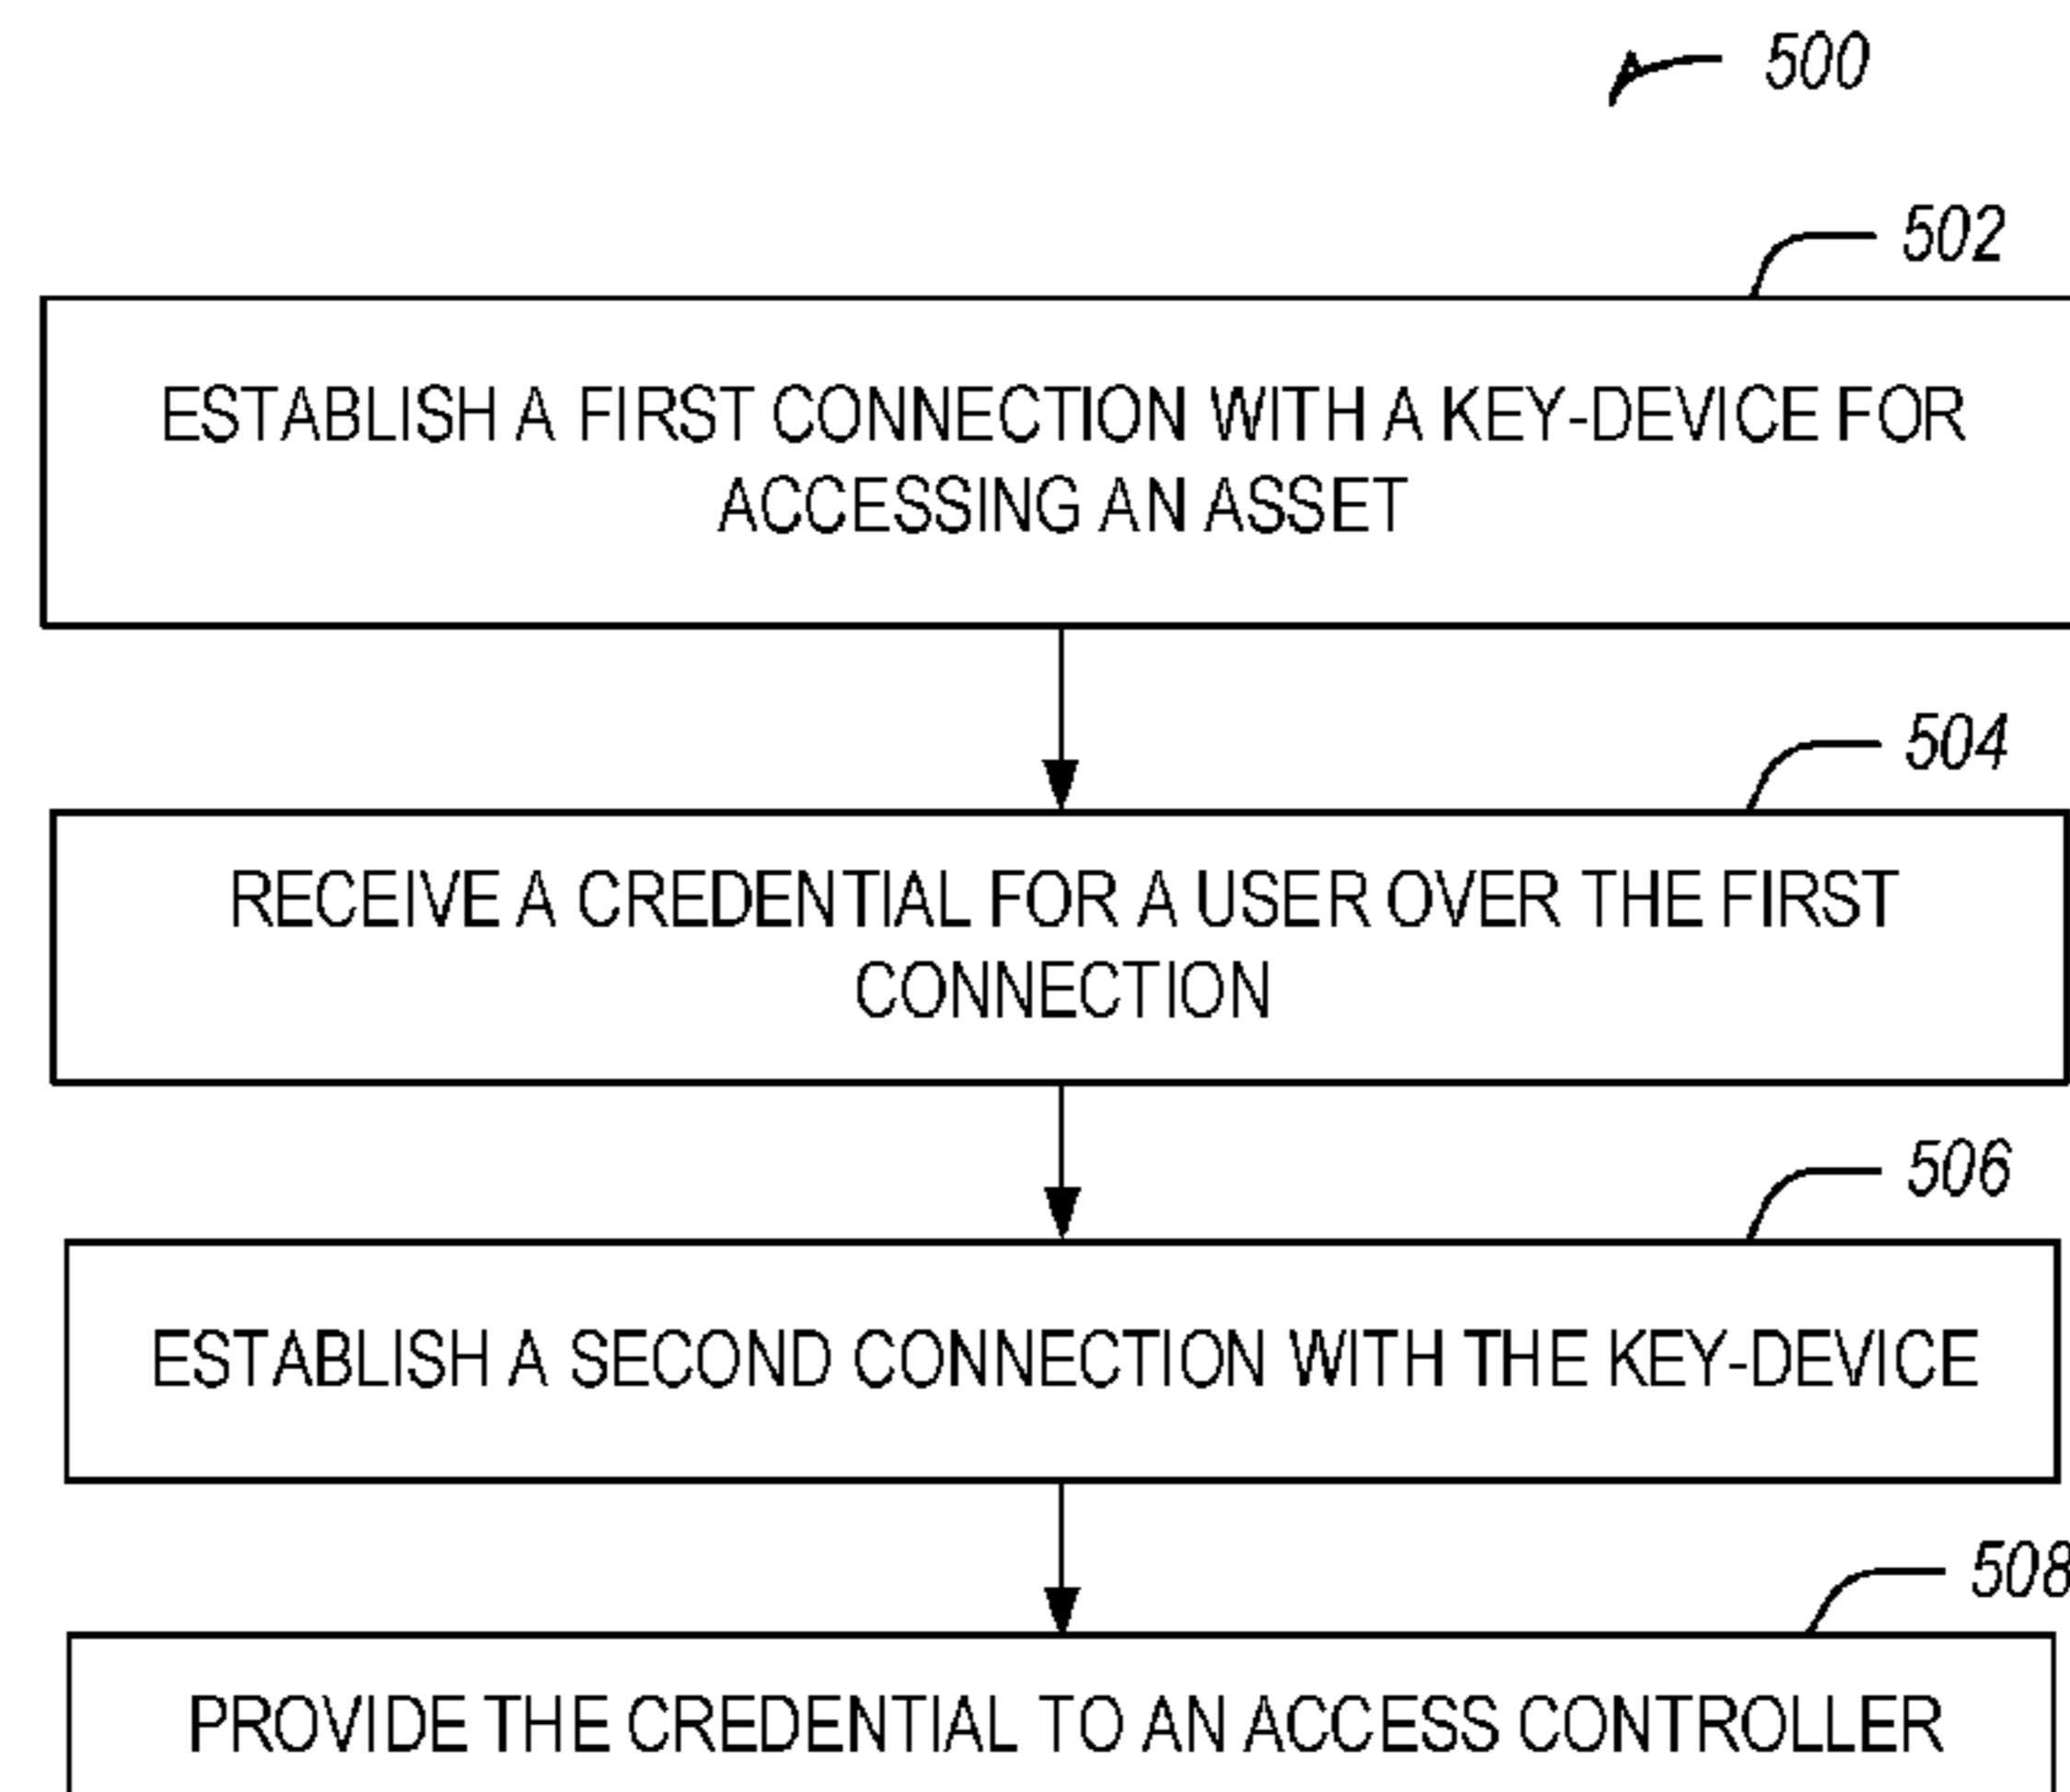 500
502
ESTABLISH A FIRST CONNECTION WITH A KEY-DEVICE FOR
ACCESSING AN ASSET
504
RECEIVE A CREDENTIAL FOR A USER OVER THE FIRST
CONNECTION
506
ESTABLISH A SECOND CONNECTION WITH THE KEY-DEVICE
508
PROVIDE THE CREDENTIAL TO AN ACCESS CONTROLLER